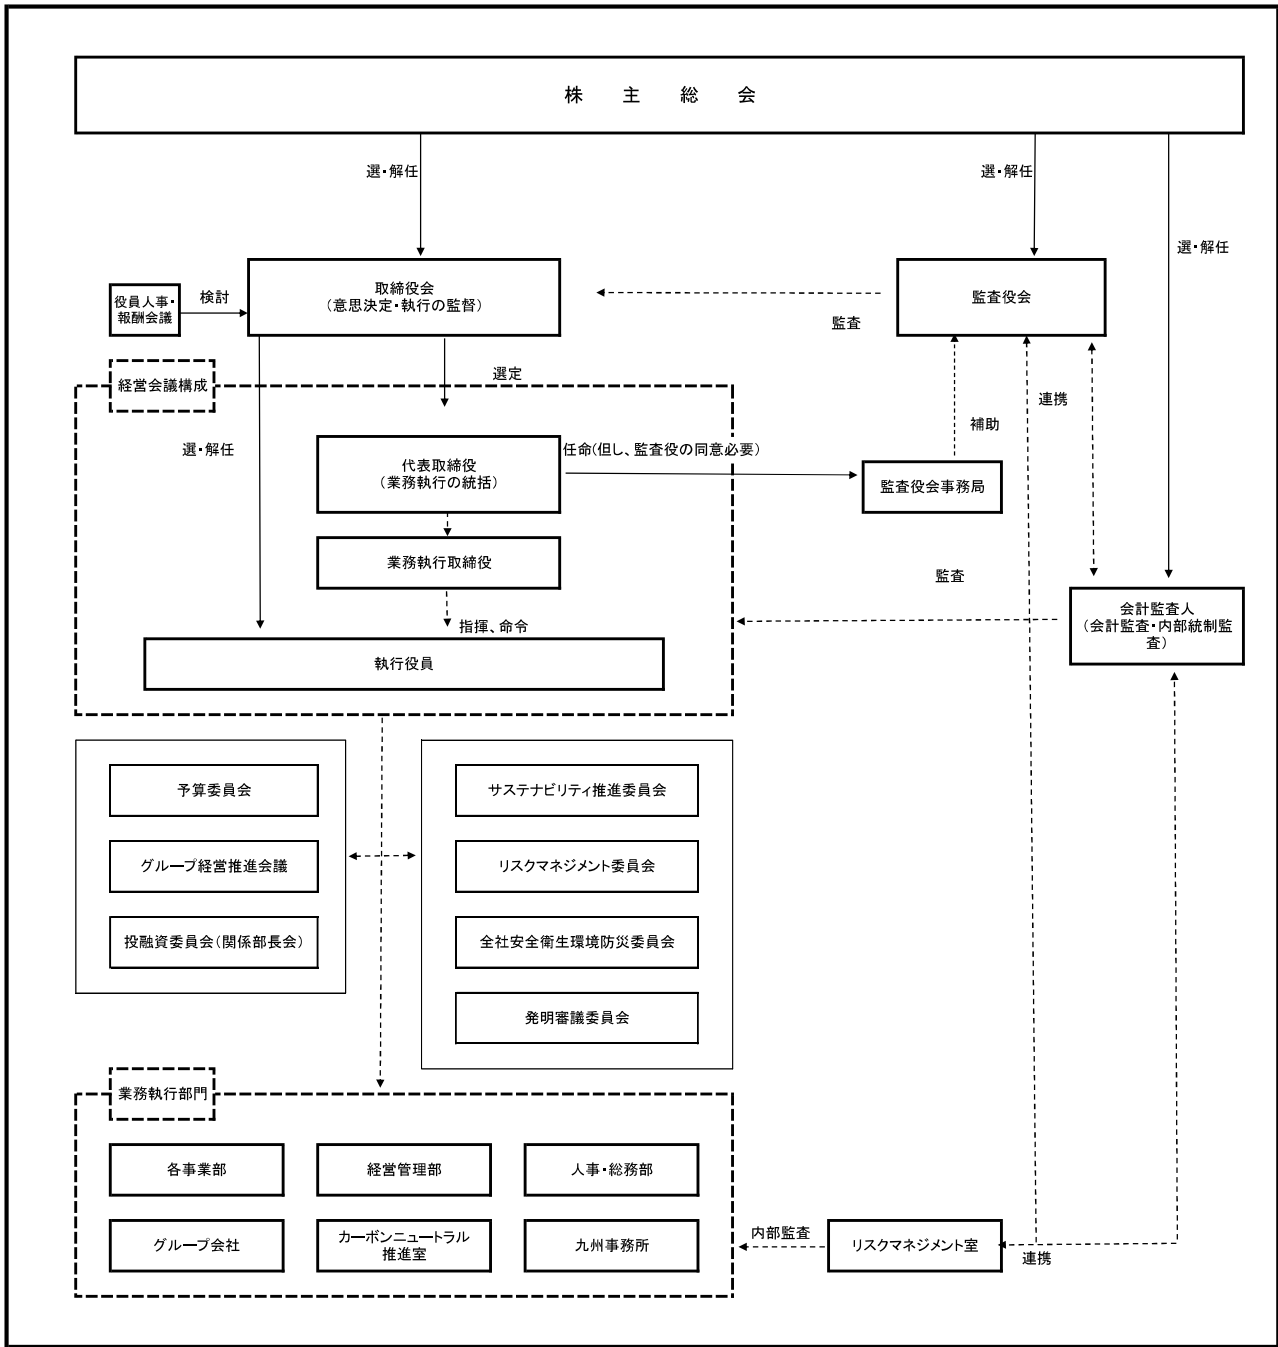 株主総会
選・解任
選・解任
選・解任
役員人事・
報酬会議
検討
取締役会
（意思決定・執行の監督）
監査役会
監査
経営会議構成
選定
連携
補助
選・解任
代表取締役
（業務執行の統括）
任命(但し、監査役の同意必要)
監査役会事務局
業務執行取締役
監査
指揮、命令
会計監査人
（会計監査・内部統制監
査）
執行役員
予算委員会
グループ経営推進会議
投融資委員会（関係部長会）
サステナビリティ推進委員会
リスクマネジメント委員会
全社安全衛生環境防災委員会
発明審議委員会
業務執行部門
各事業部
経営管理部
人事・総務部
グループ会社
カーボンニュートラル
推進室
九州事務所
内部監査
リスクマネジメント室
連携